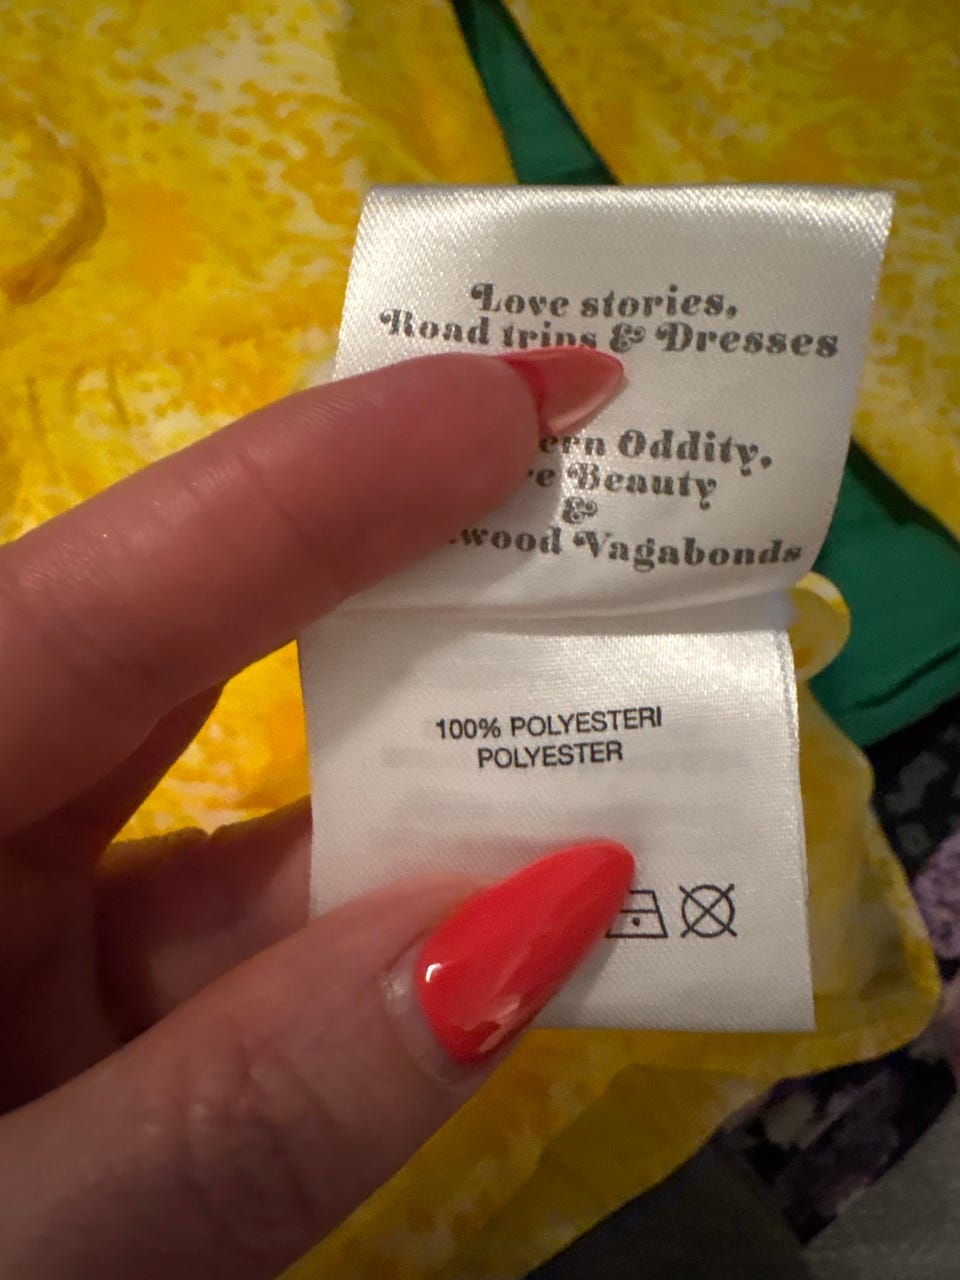 Love stories,
Road trips & Dresses
Oddity,
Beauty
&
Vagabonds
100% POLYESTERI
POLYESTER